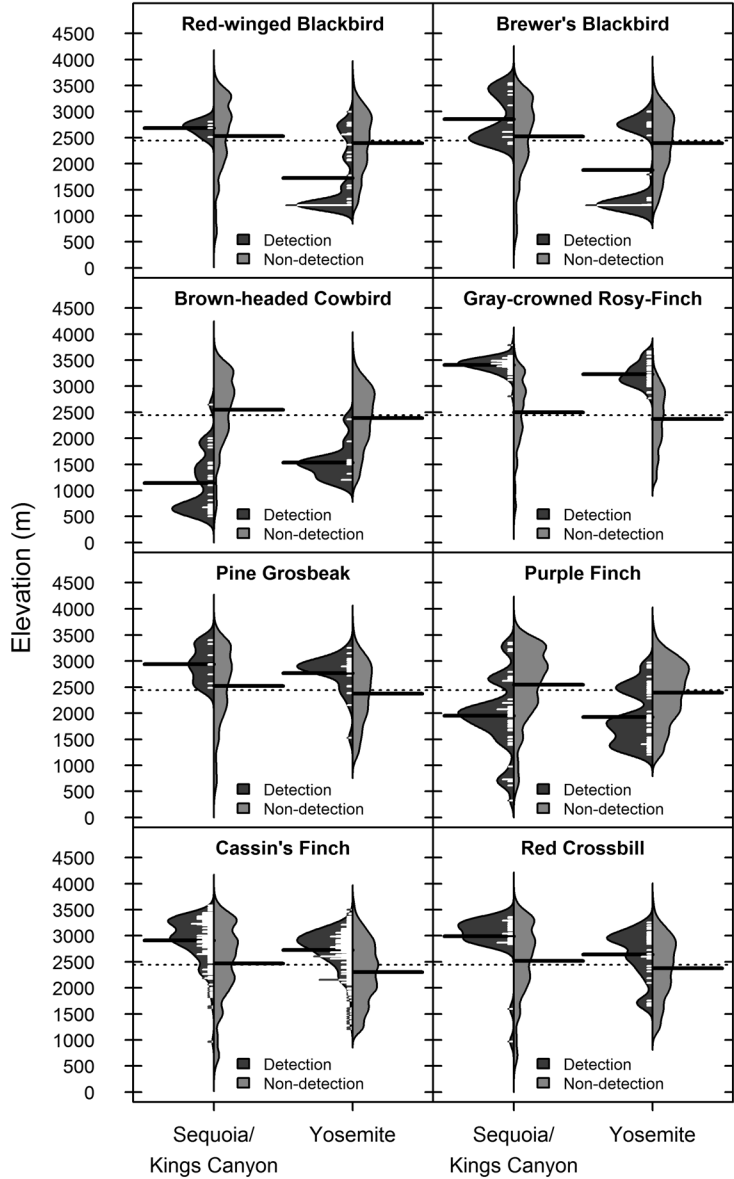 Elevation (m)
Red-winged Blackbird
Brewer's Blackbird
4500
4000
3500
3000
2500
2000
1500
1000
500
0
Detection
Non-detection
Detection
Non-detection
Brown-headed Cowbird
Gray-crowned Rosy-Finch
4500
4000
3500
3000
2500
2000
1500
1000
500
0
Detection
Non-detection
Detection
Non-detection
Pine Grosbeak
Purple Finch
4500
4000
3500
3000
2500
2000
1500
1000
500
0
Detection
Non-detection
Detection
Non-detection
Cassin's Finch
Red Crossbill
4500
4000
3500
3000
2500
2000
1500
1000
500
0
Detection
Non-detection
Detection
Non-detection
Sequoia/
Kings Canyon
Yosemite
Sequoia/
Kings Canyon
Yosemite